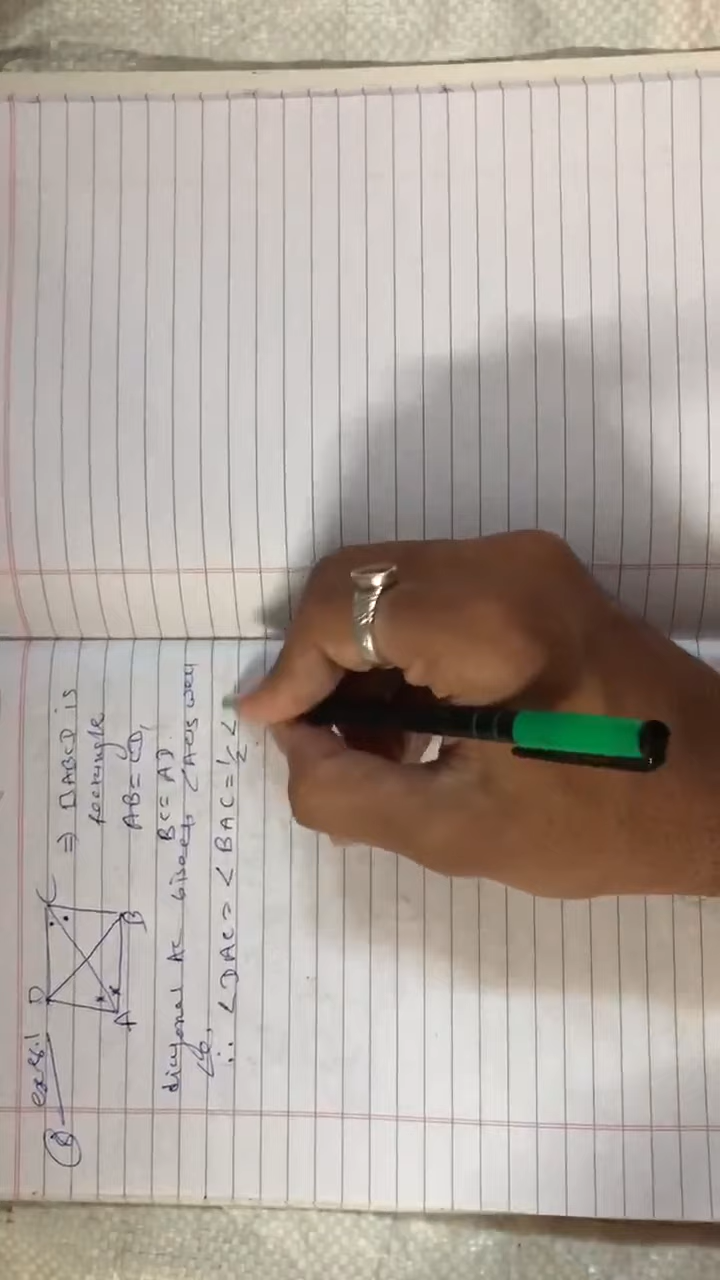 ⑧ ex 8.1
D C
A B
⇒ □ABCD is
rectangle
AB = CD,
BC = AD
diagonal AC bisects ∠A as well
∠C,
∴ <DAC = <BAC = 1/2 <